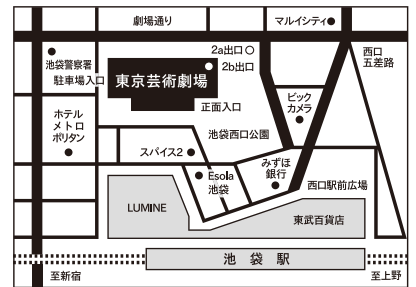 劇場通り
マルイシティ
2a出口
2b出口
西口
五差路
池袋警察署
駐車場入口
東京芸術劇場
正面入口
ビック
カメラ
ホテル
メトロ
ポリタン
池袋西口公園
スパイス2
Esola
池袋
みずほ
銀行
西口駅前広場
LUMINE
東武百貨店
池袋駅
至新宿
至上野